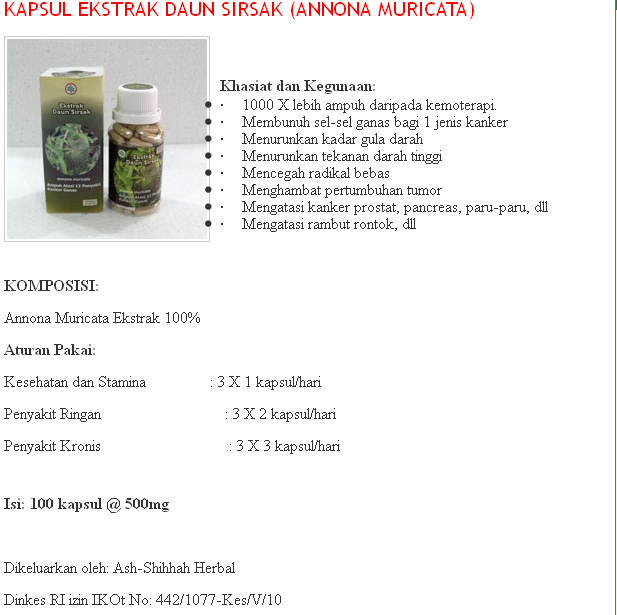 KAPSUL EKSTRAK DAUN SIRSAK (ANNONA MURICATA)
Ekstrak
Daun Sirsak
annona muricata
Ampuh Atasi 12 Penyakit
Kanker Ganas
Ekstrak
Daun Sirsak
Khasiat dan Kegunaan:
· 1000 X lebih ampuh daripada kemoterapi.
· Membunuh sel-sel ganas bagi 1 jenis kanker
· Menurunkan kadar gula darah
· Menurunkan tekanan darah tinggi
· Mencegah radikal bebas
· Menghambat pertumbuhan tumor
· Mengatasi kanker prostat, pancreas, paru-paru, dll
· Mengatasi rambut rontok, dll
KOMPOSISI:
Annona Muricata Ekstrak 100%
Aturan Pakai:
Kesehatan dan Stamina : 3 X 1 kapsul/hari
Penyakit Ringan : 3 X 2 kapsul/hari
Penyakit Kronis : 3 X 3 kapsul/hari
Isi: 100 kapsul @ 500mg
Dikeluarkan oleh: Ash-Shihhah Herbal
Dinkes RI izin IKOt No: 442/1077-Kes/V/10